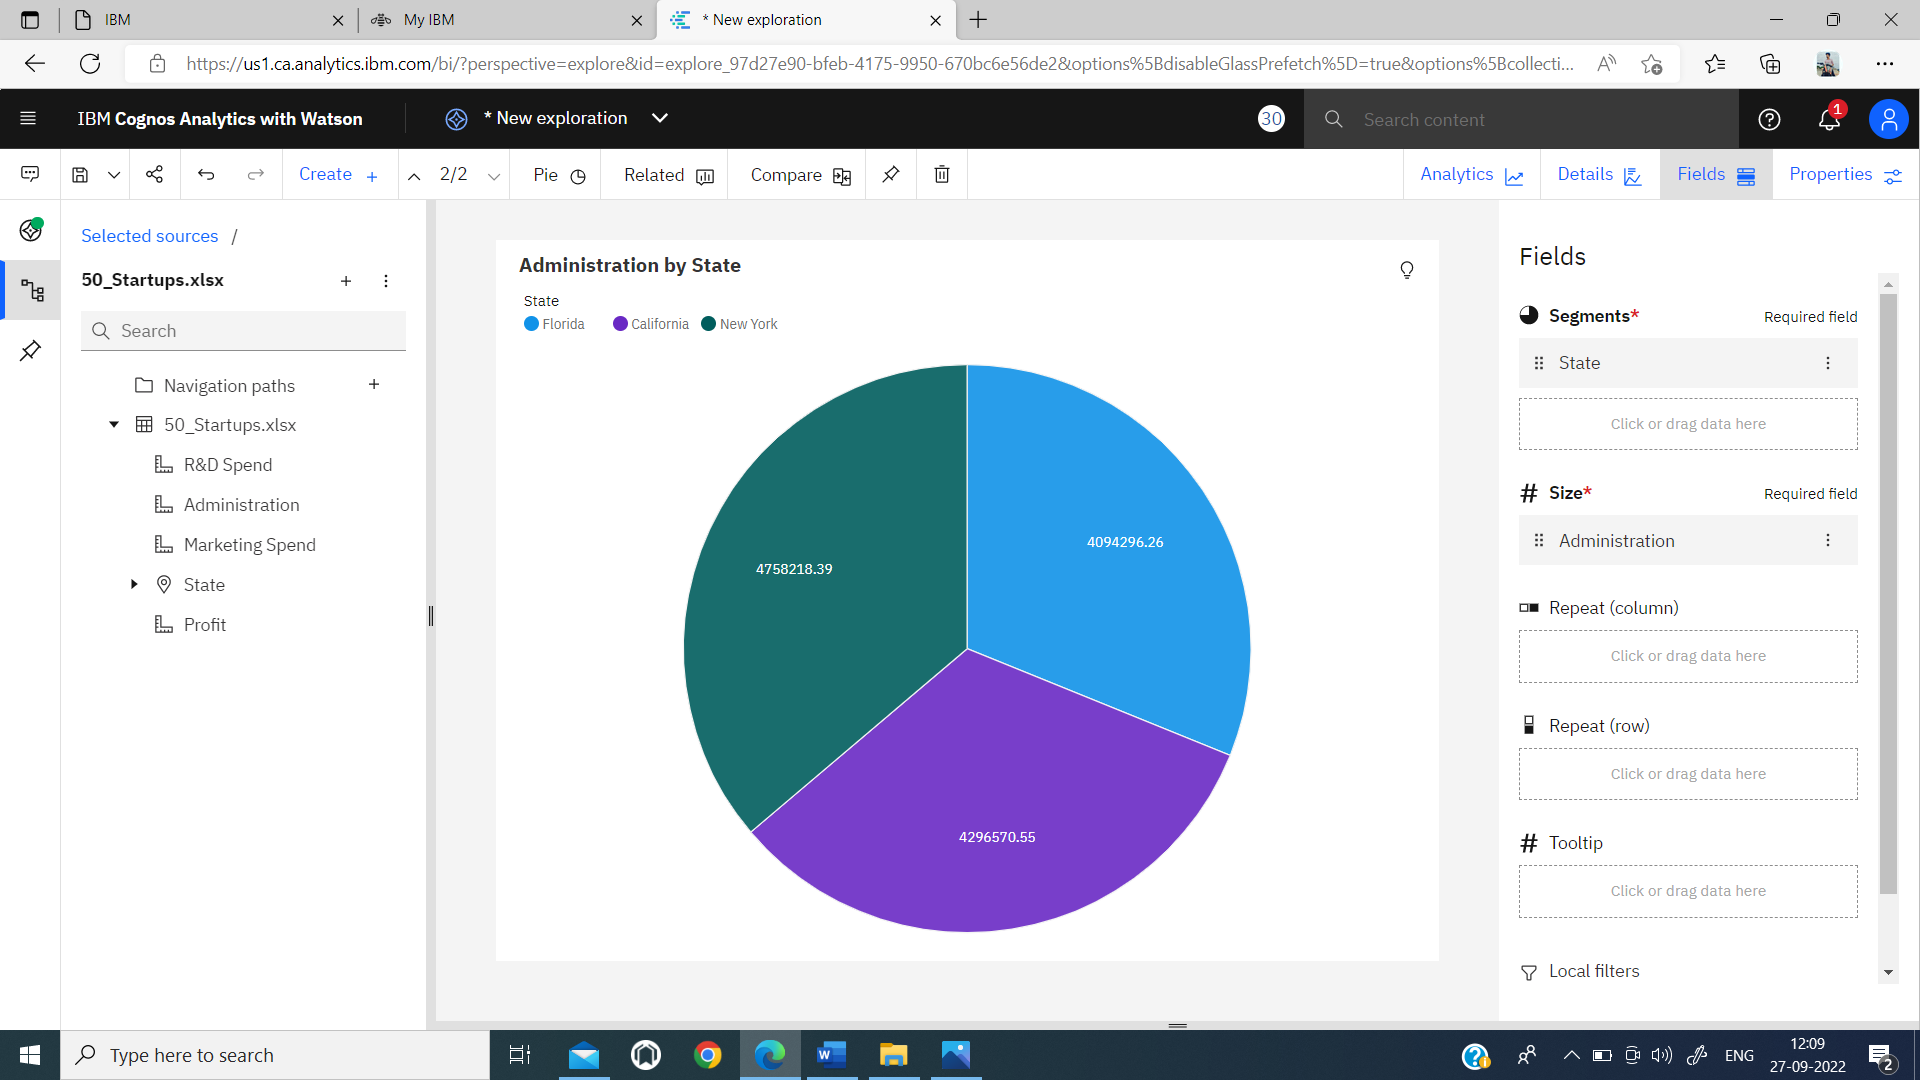 IBM
My IBM
* New exploration
https://us1.ca.analytics.ibm.com/bi/?perspective=explore&id=explore_97d27e90-bfeb-4175-9950-670bc6e56de2&options%5BdisableGlassPrefetch%5D=true&options%5Bcollecti...
IBM Cognos Analytics with Watson
* New exploration
30
Search content
1
Create +
2/2
Pie
Related
Compare
Analytics
Details
Fields
Properties
Selected sources /
50_Startups.xlsx
Search
Navigation paths
50_Startups.xlsx
R&D Spend
Administration
Marketing Spend
State
Profit
Administration by State
State
Florida
California
New York
4094296.26
4758218.39
4296570.55
Fields
Segments*
Required field
State
Click or drag data here
# Size*
Required field
Administration
Repeat (column)
Click or drag data here
Repeat (row)
Click or drag data here
# Tooltip
Click or drag data here
Local filters
Type here to search
ENG
12:09
27-09-2022
2